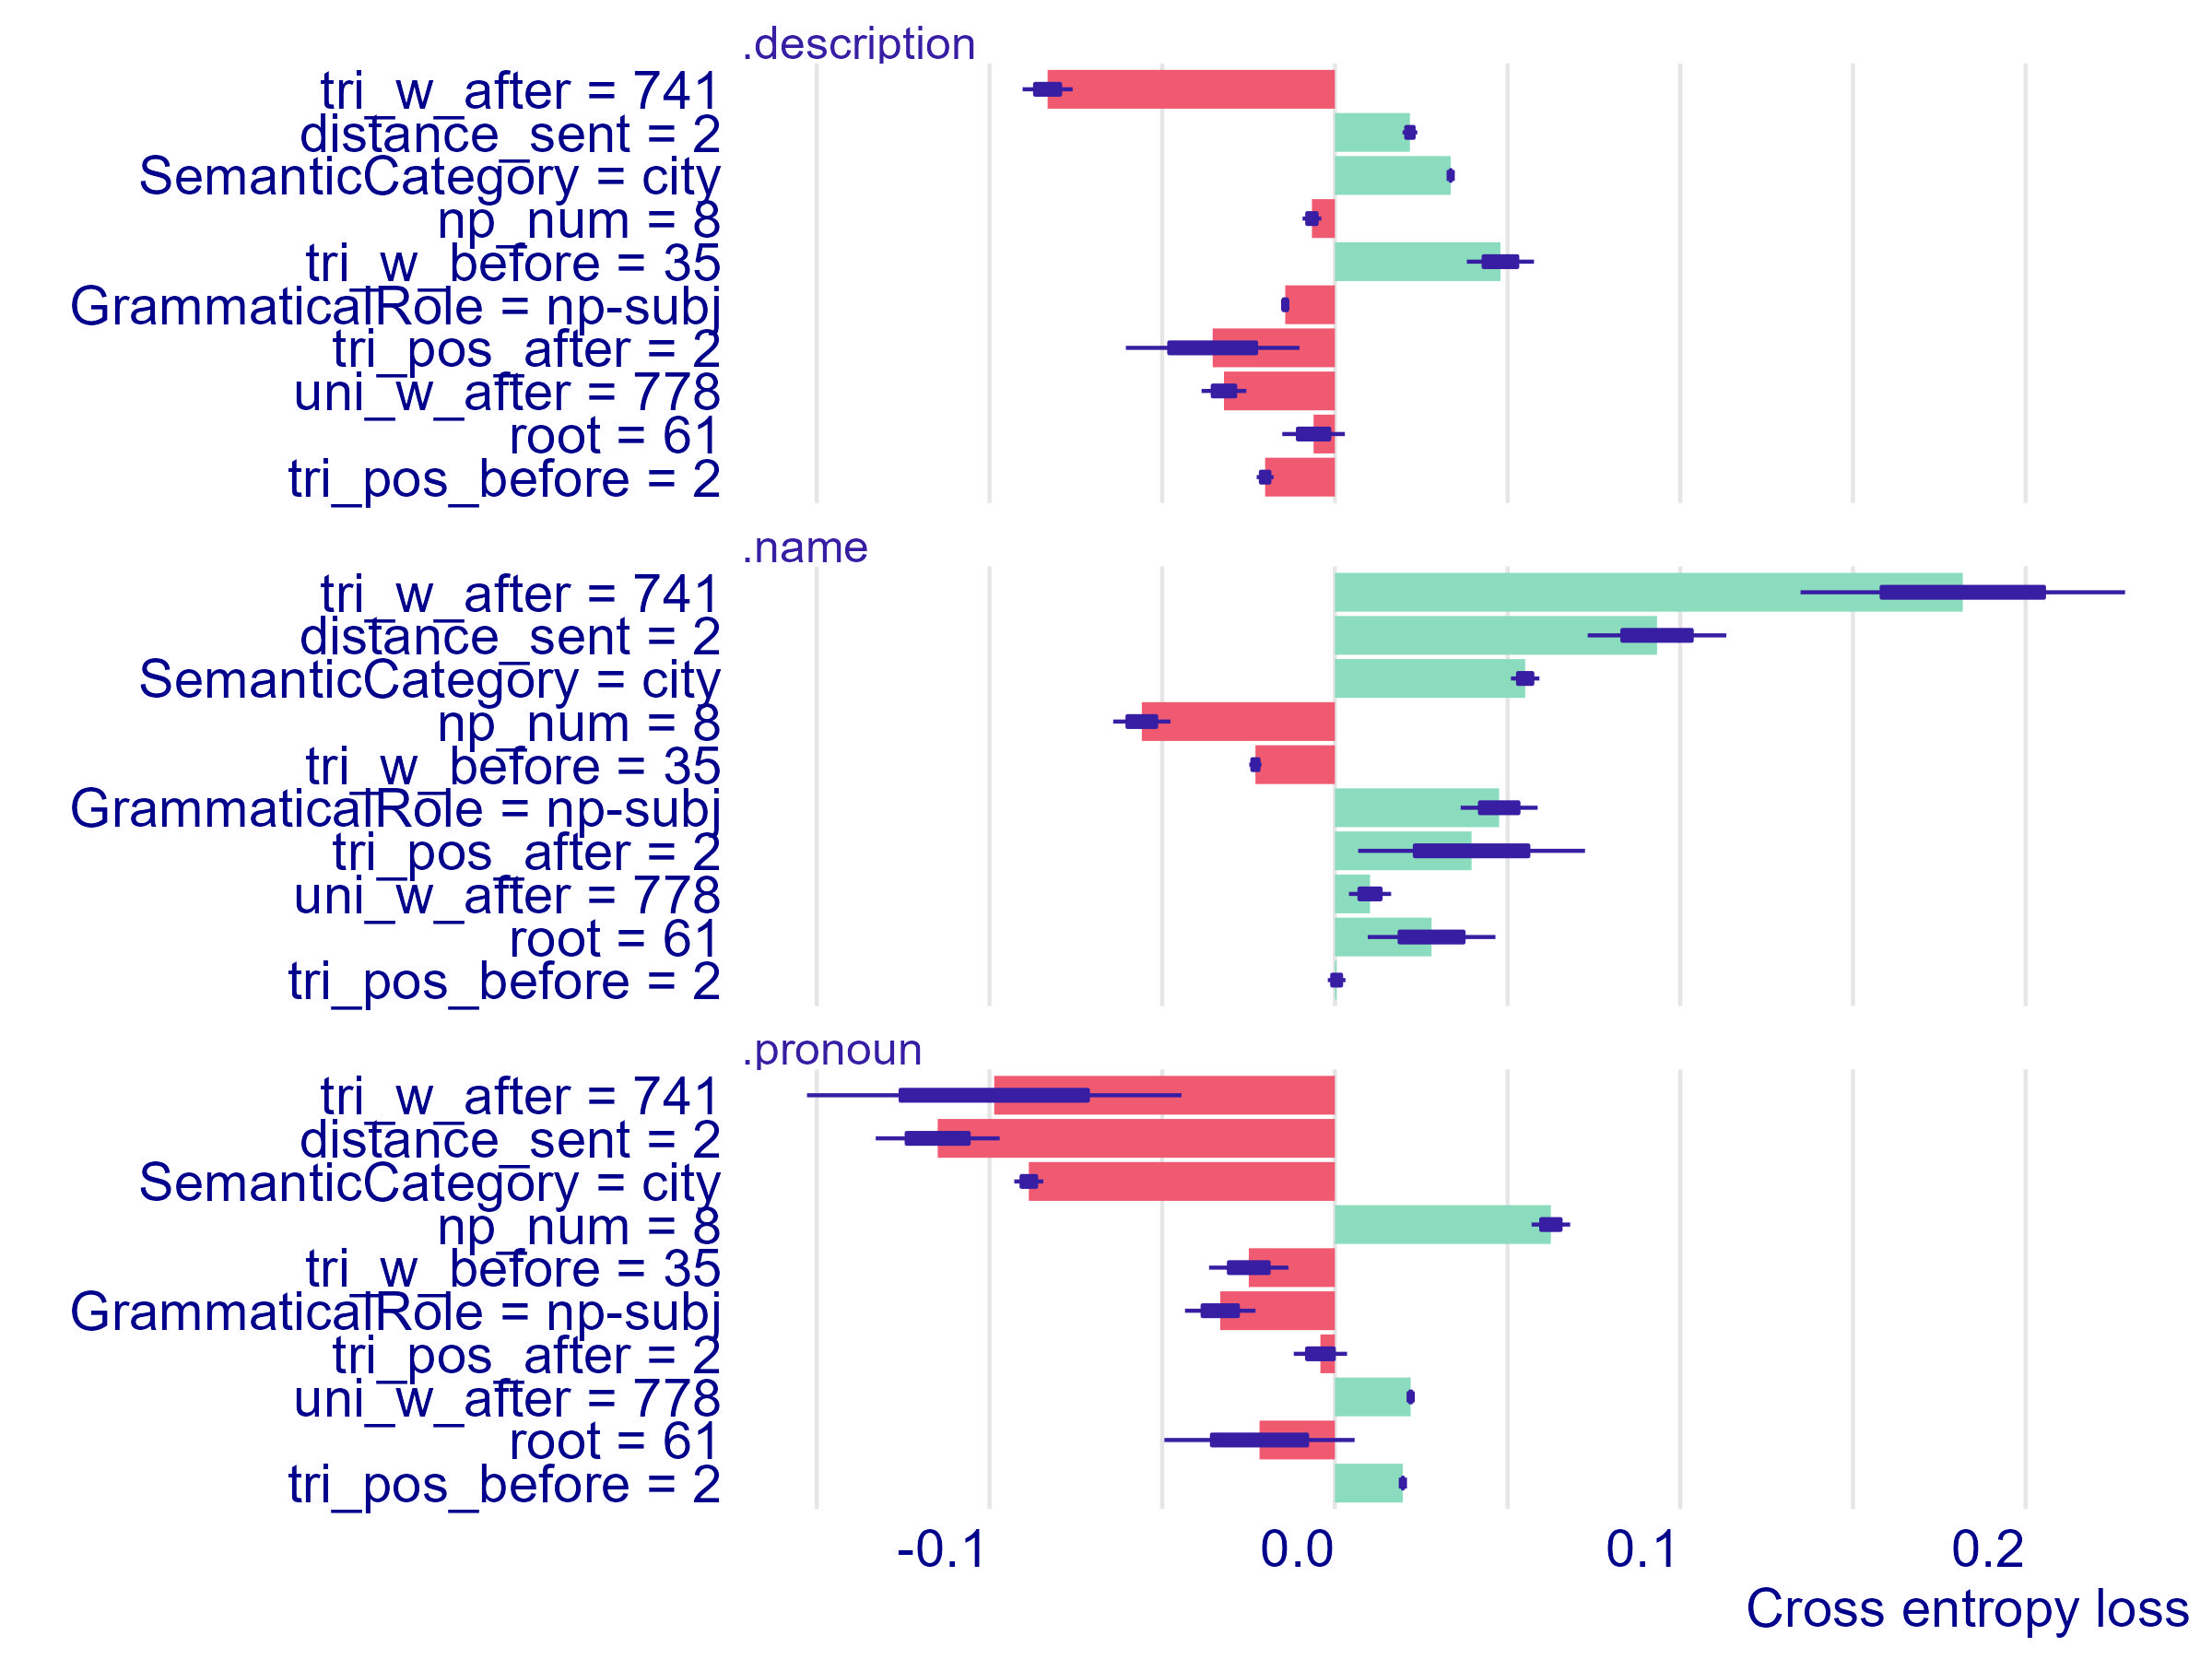 .description
tri_w_after = 741
distance_sent = 2
SemanticCategory = city
np_num = 8
tri_w_before = 35
GrammaticalRole = np-subj
tri_pos_after = 2
uni_w_after = 778
root = 61
tri_pos_before = 2
.name
tri_w_after = 741
distance_sent = 2
SemanticCategory = city
np_num = 8
tri_w_before = 35
GrammaticalRole = np-subj
tri_pos_after = 2
uni_w_after = 778
root = 61
tri_pos_before = 2
.pronoun
tri_w_after = 741
distance_sent = 2
SemanticCategory = city
np_num = 8
tri_w_before = 35
GrammaticalRole = np-subj
tri_pos_after = 2
uni_w_after = 778
root = 61
tri_pos_before = 2
-0.1 0.0 0.1 0.2
Cross entropy loss